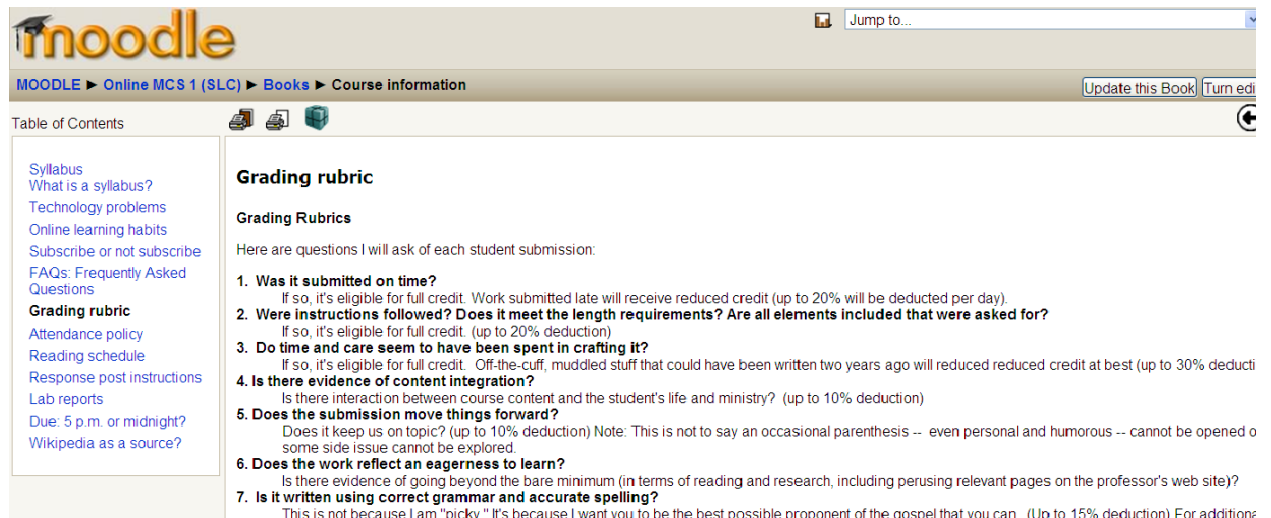 moodle
Jump to...
MOODLE ► Online MCS 1 (SLC) ► Books ► Course information
Update this Book
Turn edi
Table of Contents
Syllabus
What is a syllabus?
Technology problems
Online learning habits
Subscribe or not subscribe
FAQs: Frequently Asked
Questions
Grading rubric
Attendance policy
Reading schedule
Response post instructions
Lab reports
Due: 5 p.m. or midnight?
Wikipedia as a source?
Grading rubric
Grading Rubrics
Here are questions I will ask of each student submission:
1. Was it submitted on time?
If so, it's eligible for full credit. Work submitted late will receive reduced credit (up to 20% will be deducted per day).
2. Were instructions followed? Does it meet the length requirements? Are all elements included that were asked for?
If so, it's eligible for full credit. (up to 20% deduction)
3. Do time and care seem to have been spent in crafting it?
If so, it's eligible for full credit. Off-the-cuff, muddled stuff that could have been written two years ago will reduced reduced credit at best (up to 30% deducti
4. Is there evidence of content integration?
Is there interaction between course content and the student's life and ministry? (up to 10% deduction)
5. Does the submission move things forward?
Does it keep us on topic? (up to 10% deduction) Note: This is not to say an occasional parenthesis -- even personal and humorous -- cannot be opened o
some side issue cannot be explored.
6. Does the work reflect an eagerness to learn?
Is there evidence of going beyond the bare minimum (in terms of reading and research, including perusing relevant pages on the professor's web site)?
7. Is it written using correct grammar and accurate spelling?
This is not because I am "picky." It's because I want you to be the best possible proponent of the gospel that you can. (Up to 15% deduction) For additiona